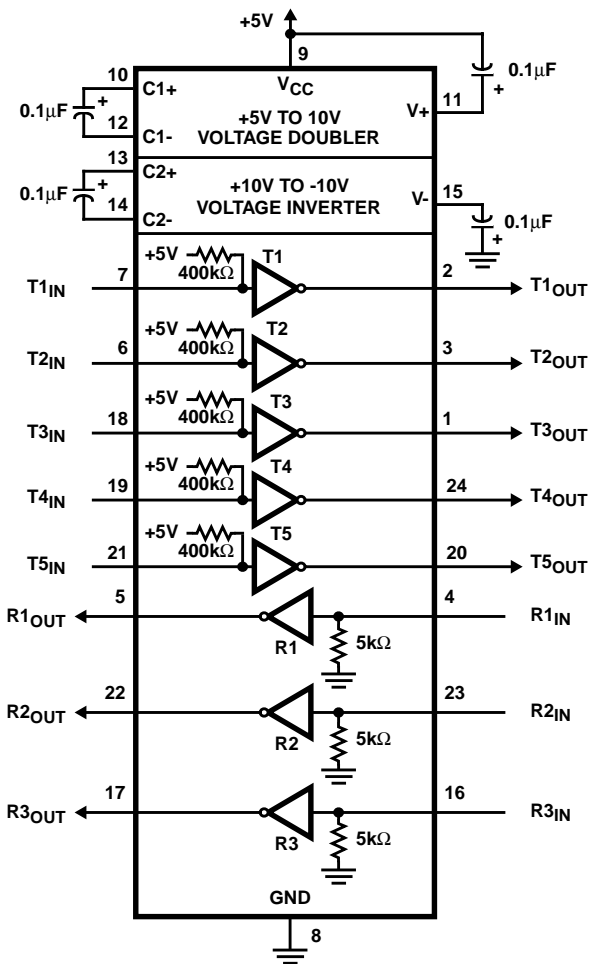 +5V
9
VCC
10
C1+
0.1µF
+
12
C1-
+5V TO 10V
VOLTAGE DOUBLER
V+
11
+
0.1µF
13
C2+
0.1µF
+
14
C2-
+10V TO -10V
VOLTAGE INVERTER
V-
15
0.1µF
+
+5V
400kΩ
T1
T1IN
7
2
T1OUT
+5V
400kΩ
T2
T2IN
6
3
T2OUT
+5V
400kΩ
T3
T3IN
18
1
T3OUT
+5V
400kΩ
T4
T4IN
19
24
T4OUT
+5V
400kΩ
T5
T5IN
21
20
T5OUT
R1OUT
5
R1
4
R1IN
5kΩ
R2OUT
22
R2
23
R2IN
5kΩ
R3OUT
17
R3
16
R3IN
5kΩ
GND
8